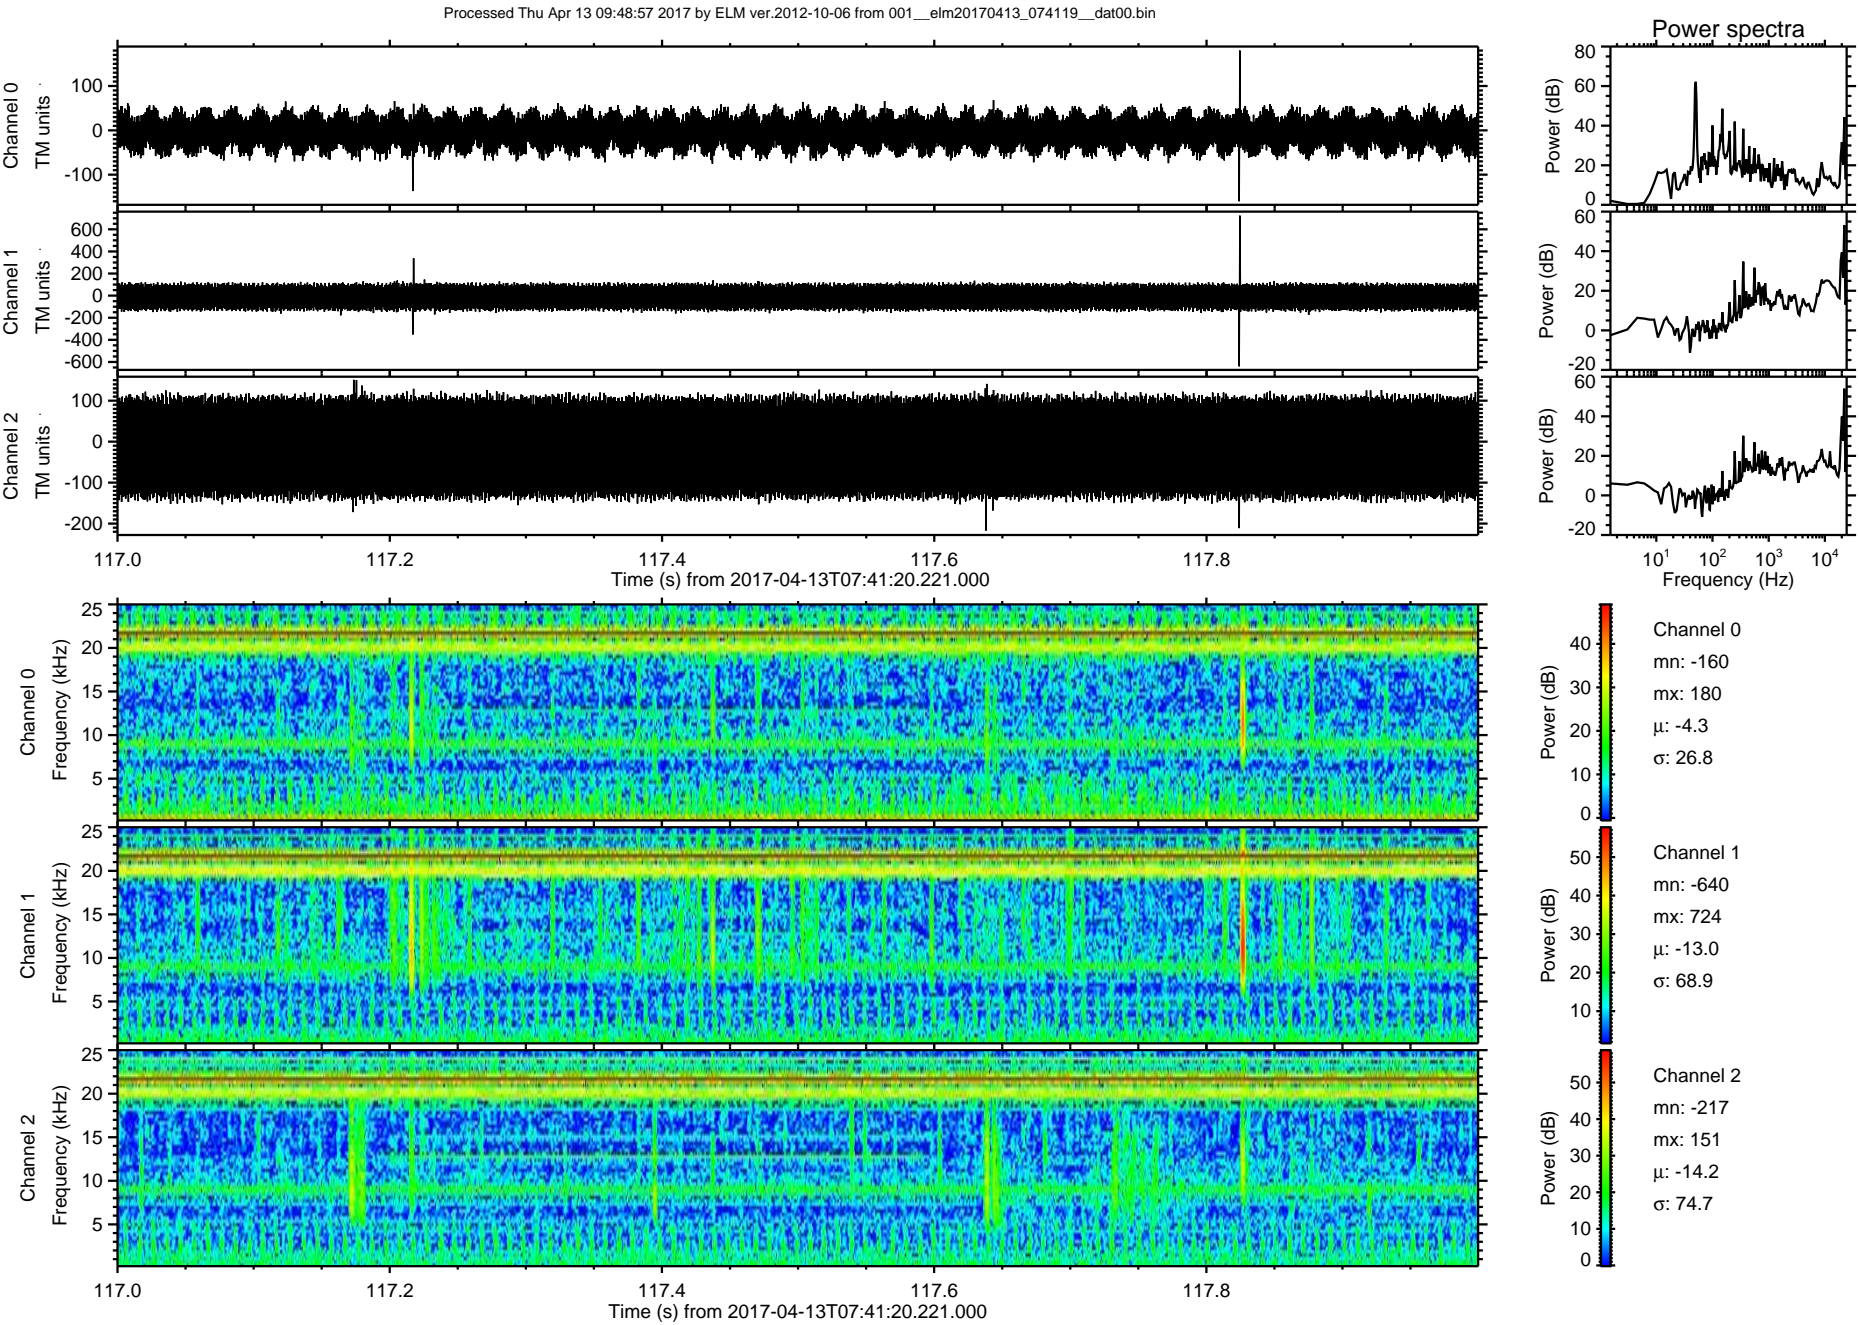 Processed Thu Apr 13 09:48:57 2017 by ELM ver.2012-10-06 from 001__elm20170413_074119__dat00.bin
Power spectra
Channel 0
TM units
100
0
-100
Power (dB)
80
60
40
20
0
Channel 1
TM units
600
400
200
0
-200
-400
-600
Power (dB)
60
40
20
0
-20
Channel 2
TM units
100
0
-100
-200
Power (dB)
60
40
20
0
-20
117.0 117.2 117.4 117.6 117.8
Time (s) from 2017-04-13T07:41:20.221.000
10^1 10^2 10^3 10^4
Frequency (Hz)
Channel 0
Frequency (kHz)
25
20
15
10
5
Power (dB)
40
30
20
10
0
Channel 0
mn: -160
mx: 180
μ: -4.3
σ: 26.8
Channel 1
Frequency (kHz)
25
20
15
10
5
Power (dB)
50
40
30
20
10
Channel 1
mn: -640
mx: 724
μ: -13.0
σ: 68.9
Channel 2
Frequency (kHz)
25
20
15
10
5
Power (dB)
50
40
30
20
10
0
Channel 2
mn: -217
mx: 151
μ: -14.2
σ: 74.7
117.0 117.2 117.4 117.6 117.8
Time (s) from 2017-04-13T07:41:20.221.000